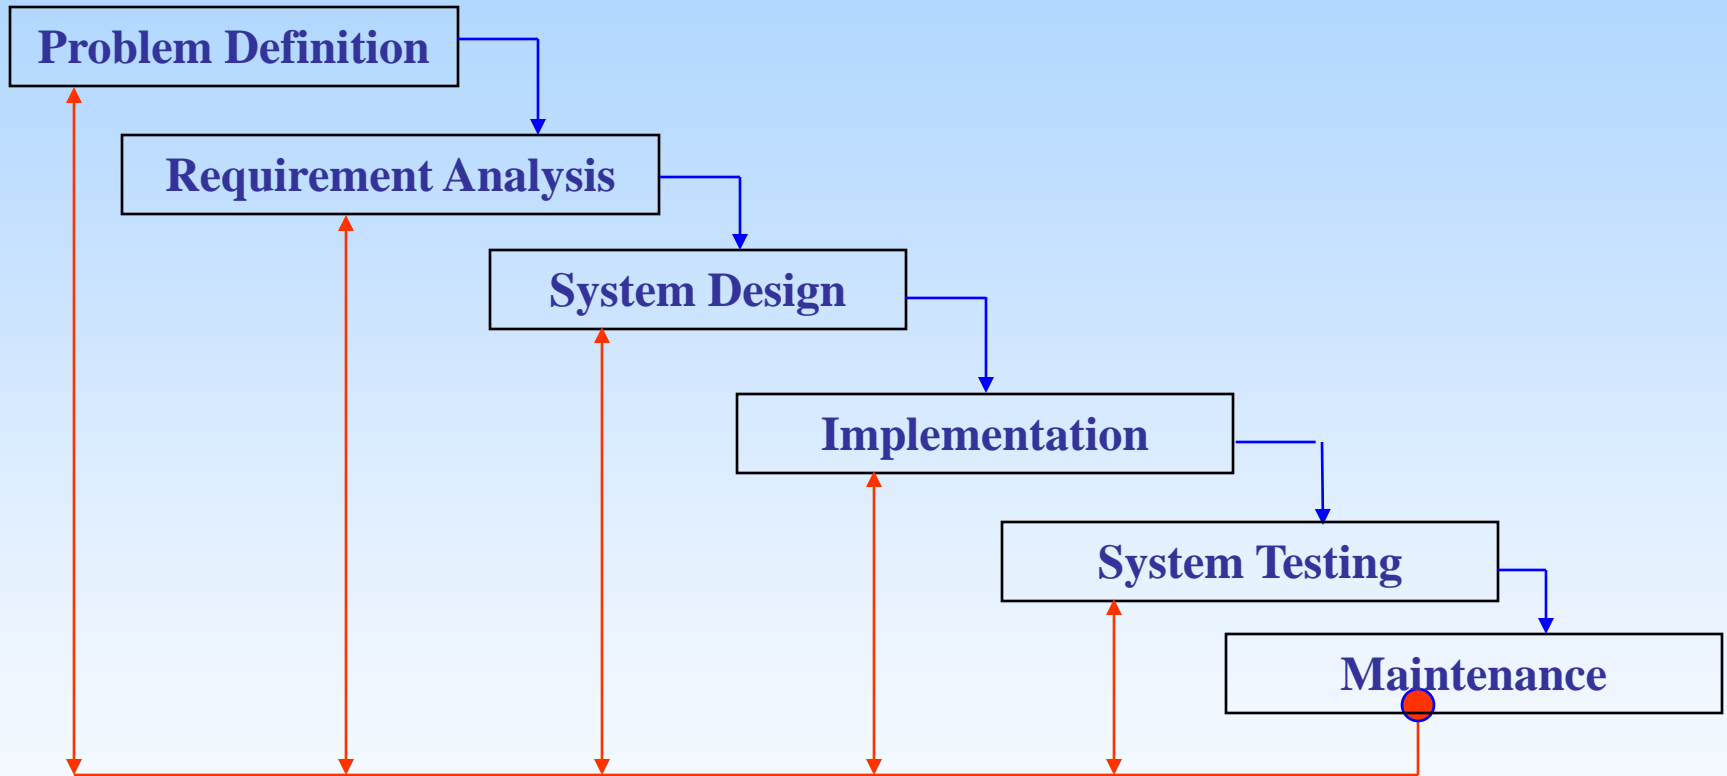 Problem Definition
Requirement Analysis
System Design
Implementation
System Testing
Maintenance